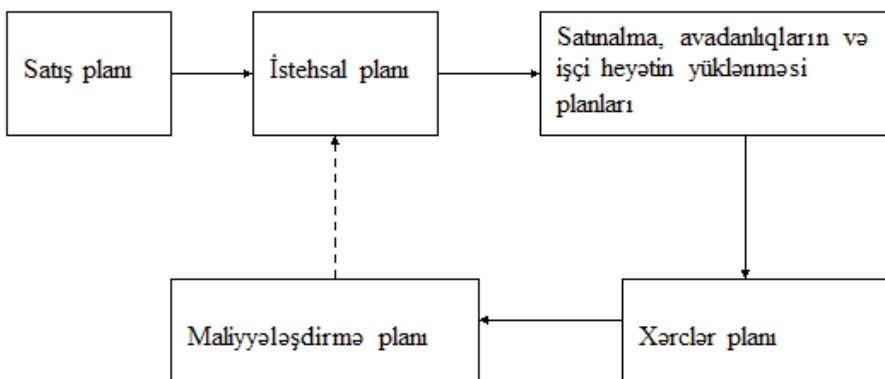 Satış planı
İstehsal planı
Satınalma, avadanlıqların və
işçi heyətin yüklənməsi
planları
Maliyyələşdirmə planı
Xərclər planı